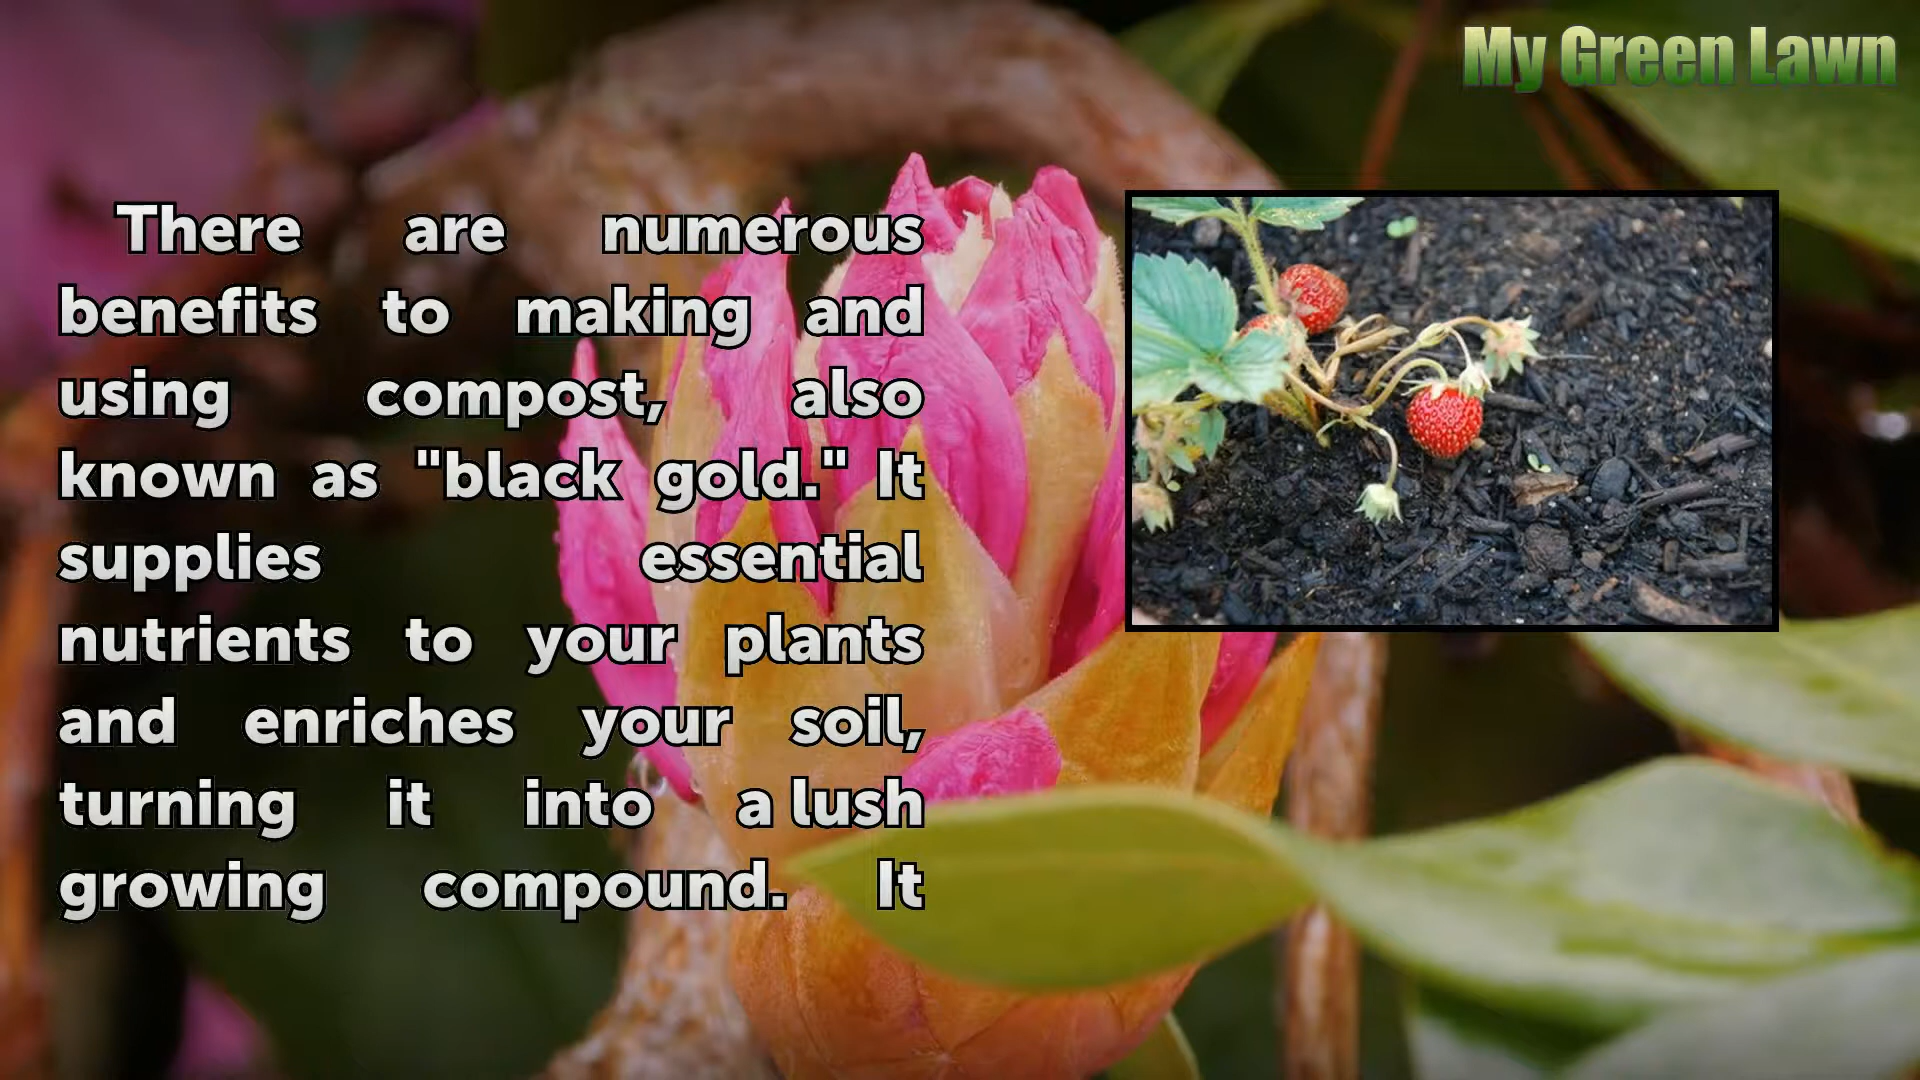 My Green Lawn
There are numerous
benefits to making and
using compost, also
known as "black gold." It
supplies essential
nutrients to your plants
and enriches your soil,
turning it into a lush
growing compound. It